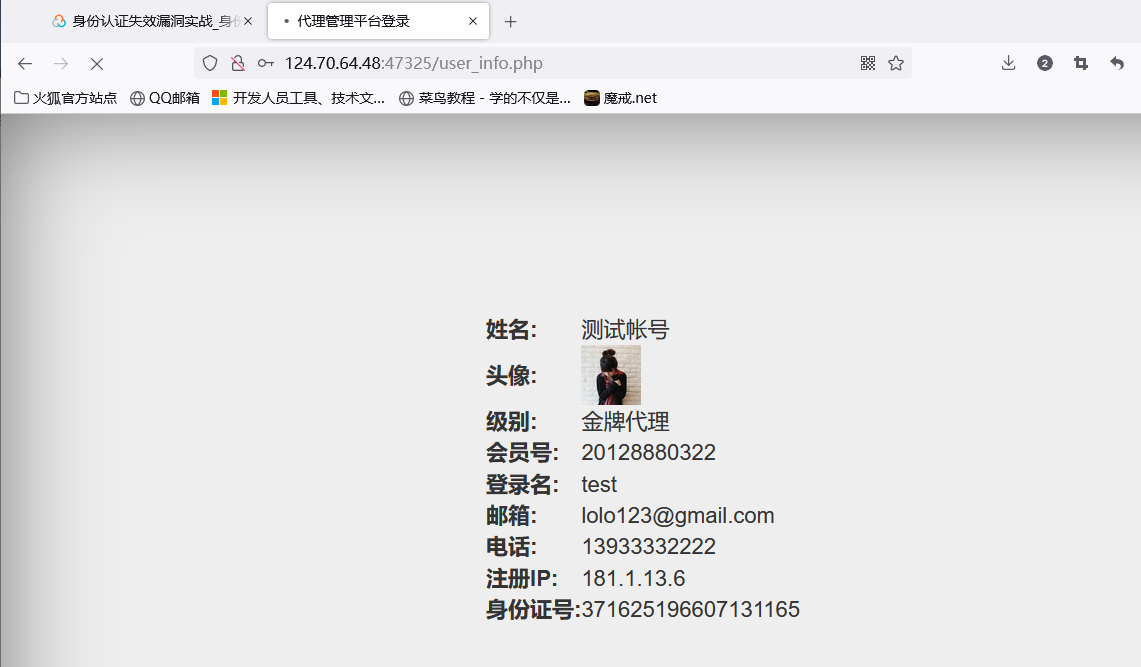 身份认证失效漏洞实战_身份
代理管理平台登录
124.70.64.48:47325/user_info.php
2
火狐官方站点 QQ邮箱 开发人员工具、技术文... 菜鸟教程 - 学的不仅是... 魔戒.net
姓名: 测试帐号
头像:
级别: 金牌代理
会员号: 20128880322
登录名: test
邮箱: lolo123@gmail.com
电话: 13933332222
注册IP: 181.1.13.6
身份证号:371625196607131165